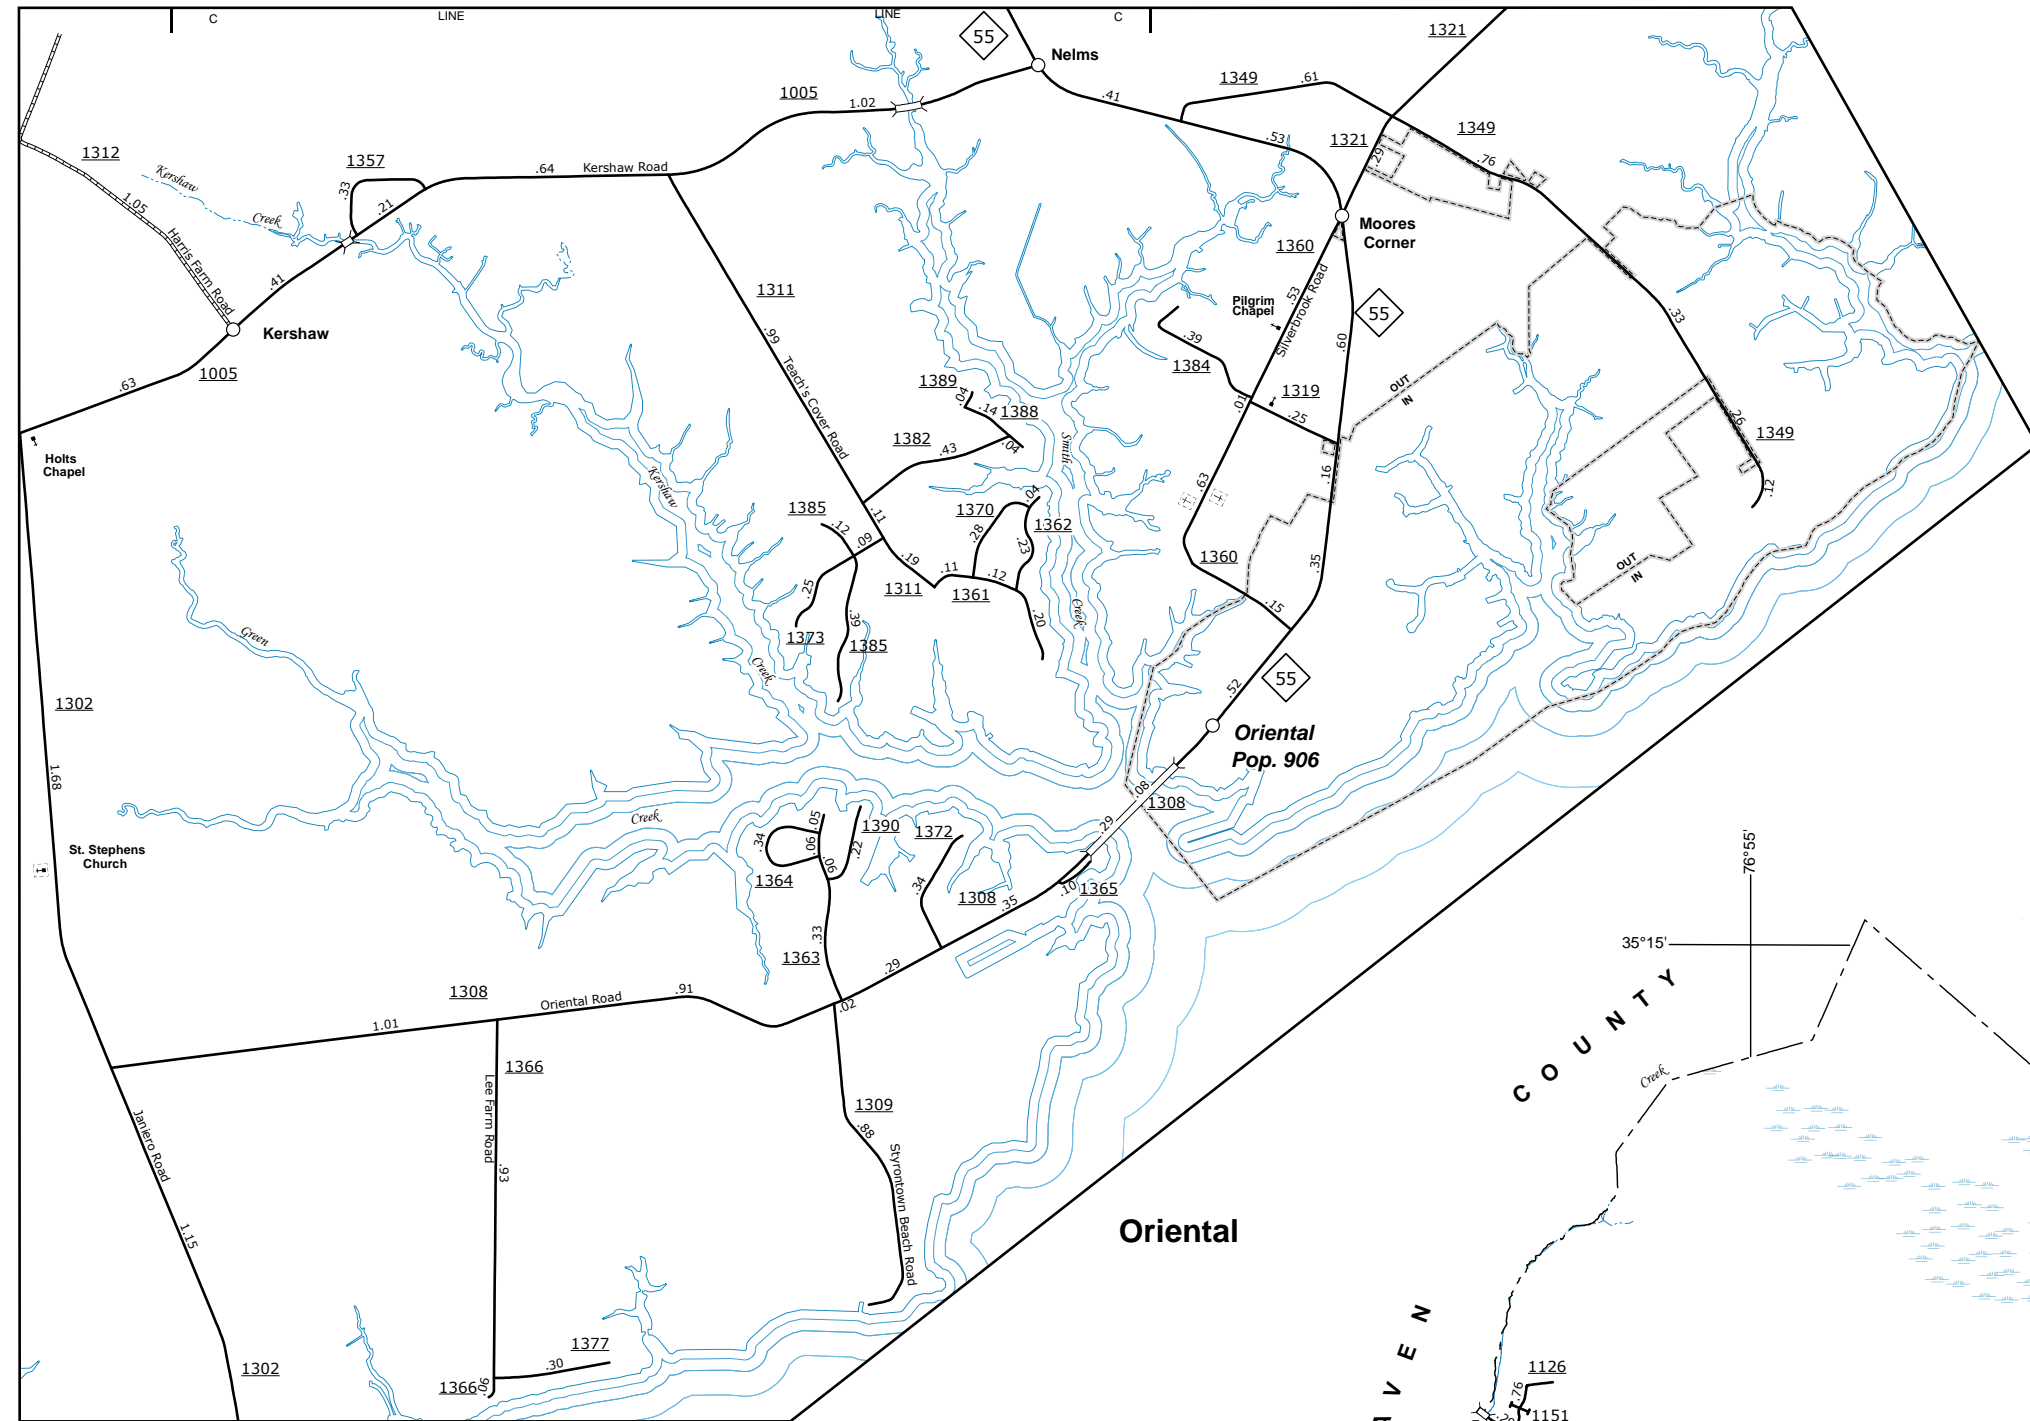 C
LINE
LINE
C
55
Nelms
1321
1349
.61
1005
1.02
.41
.53
1321
.29
1349
.76
1312
1357
Kershaw
Creek
.33
.21
.64
Kershaw Road
1.05
Harris Farm Road
.41
Moores
Corner
1360
Kershaw
1311
.99
Teach's Cover Road
Pilgrim
Chapel
.53
Silverbrook Road
55
.60
.33
.39
1384
1005
.63
1389
.04
.14
1388
.04
1319
.01
.25
OUT
IN
.26
1349
.12
Holts
Chapel
1382
.43
Smith
Creek
Kershaw
Creek
.63
.16
1385
.12
.09
.11
.19
1370
.04
.28
1362
.23
.11
.12
1311
1361
.20
.25
1373
.39
1385
1360
.35
.15
OUT
IN
Green
Creek
1302
1.68
.52
55
Oriental
Pop. 906
.08
1308
.29
St. Stephens
Church
.34
.05
.06
.06
1390
.22
1372
1364
.34
1308
.35
.10
1365
.33
1363
.29
1308
Oriental Road
.91
.02
1.01
1366
Lee Farm Road
.93
1309
.88
Styrontown Beach Road
Janiero Road
1.15
1302
1377
.30
1366
.06
Oriental
76°55'
35°15'
COUNTY
Creek
AVEN
1126
.76
1151